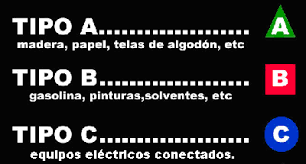 TIPO A..................... A
madera, papel, telas de algodón, etc
TIPO B..................... B
gasolina, pinturas,solventes, etc
TIPO C..................... C
equipos eléctricos conectados.